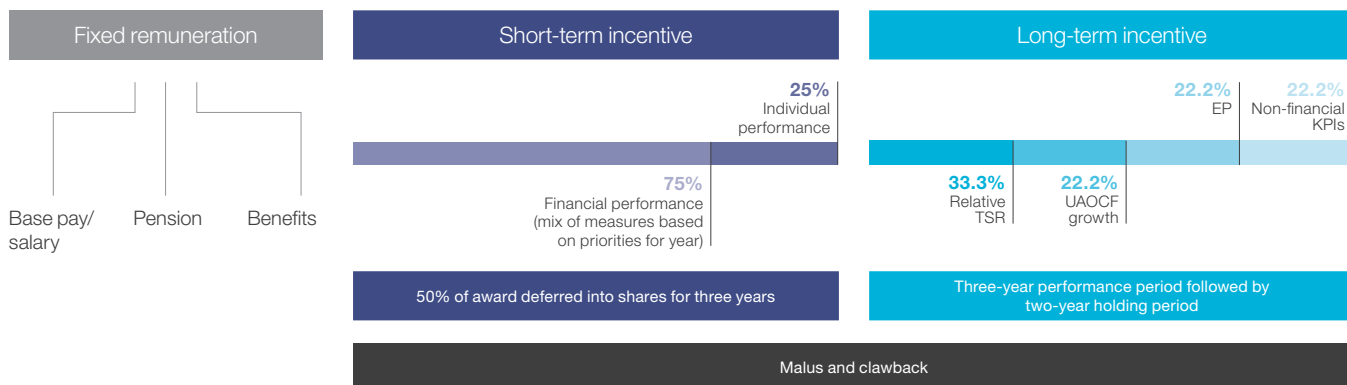 Fixed remuneration
Base pay/
salary
Pension
Benefits
Short-term incentive
25%
Individual
performance
75%
Financial performance
(mix of measures based
on priorities for year)
50% of award deferred into shares for three years
Long-term incentive
22.2%
EP
22.2%
Non-financial
KPIs
33.3%
Relative
TSR
22.2%
UAOCF
growth
Three-year performance period followed by
two-year holding period
Malus and clawback